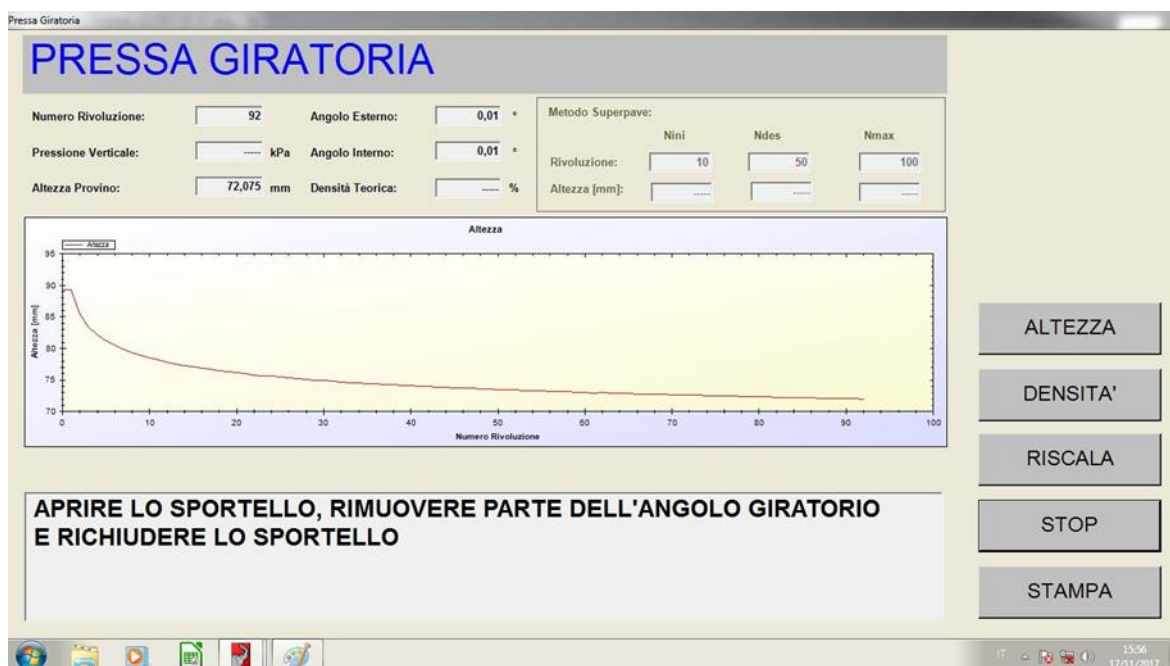 Pressa Giratoria
PRESSA GIRATORIA
Numero Rivoluzione: 92
Angolo Esterno: 0,01 °
Pressione Verticale: ----- kPa
Angolo Interno: 0,01 °
Altezza Provino: 72,075 mm
Densità Teorica: ----- %
Metodo Superpave:
Nini Ndes Nmax
Rivoluzione: 10 50 100
Altezza [mm]: ----- ----- -----
Altezza
Altezza
95
90
85
80
75
70
Altezza [mm]
0 10 20 30 40 50 60 70 80 90 100
Numero Rivoluzione
APRIRE LO SPORTELLO, RIMUOVERE PARTE DELL'ANGOLO GIRATORIO
E RICHIUDERE LO SPORTELLO
ALTEZZA
DENSITA'
RISCALA
STOP
STAMPA
IT
15:56
17/11/2017